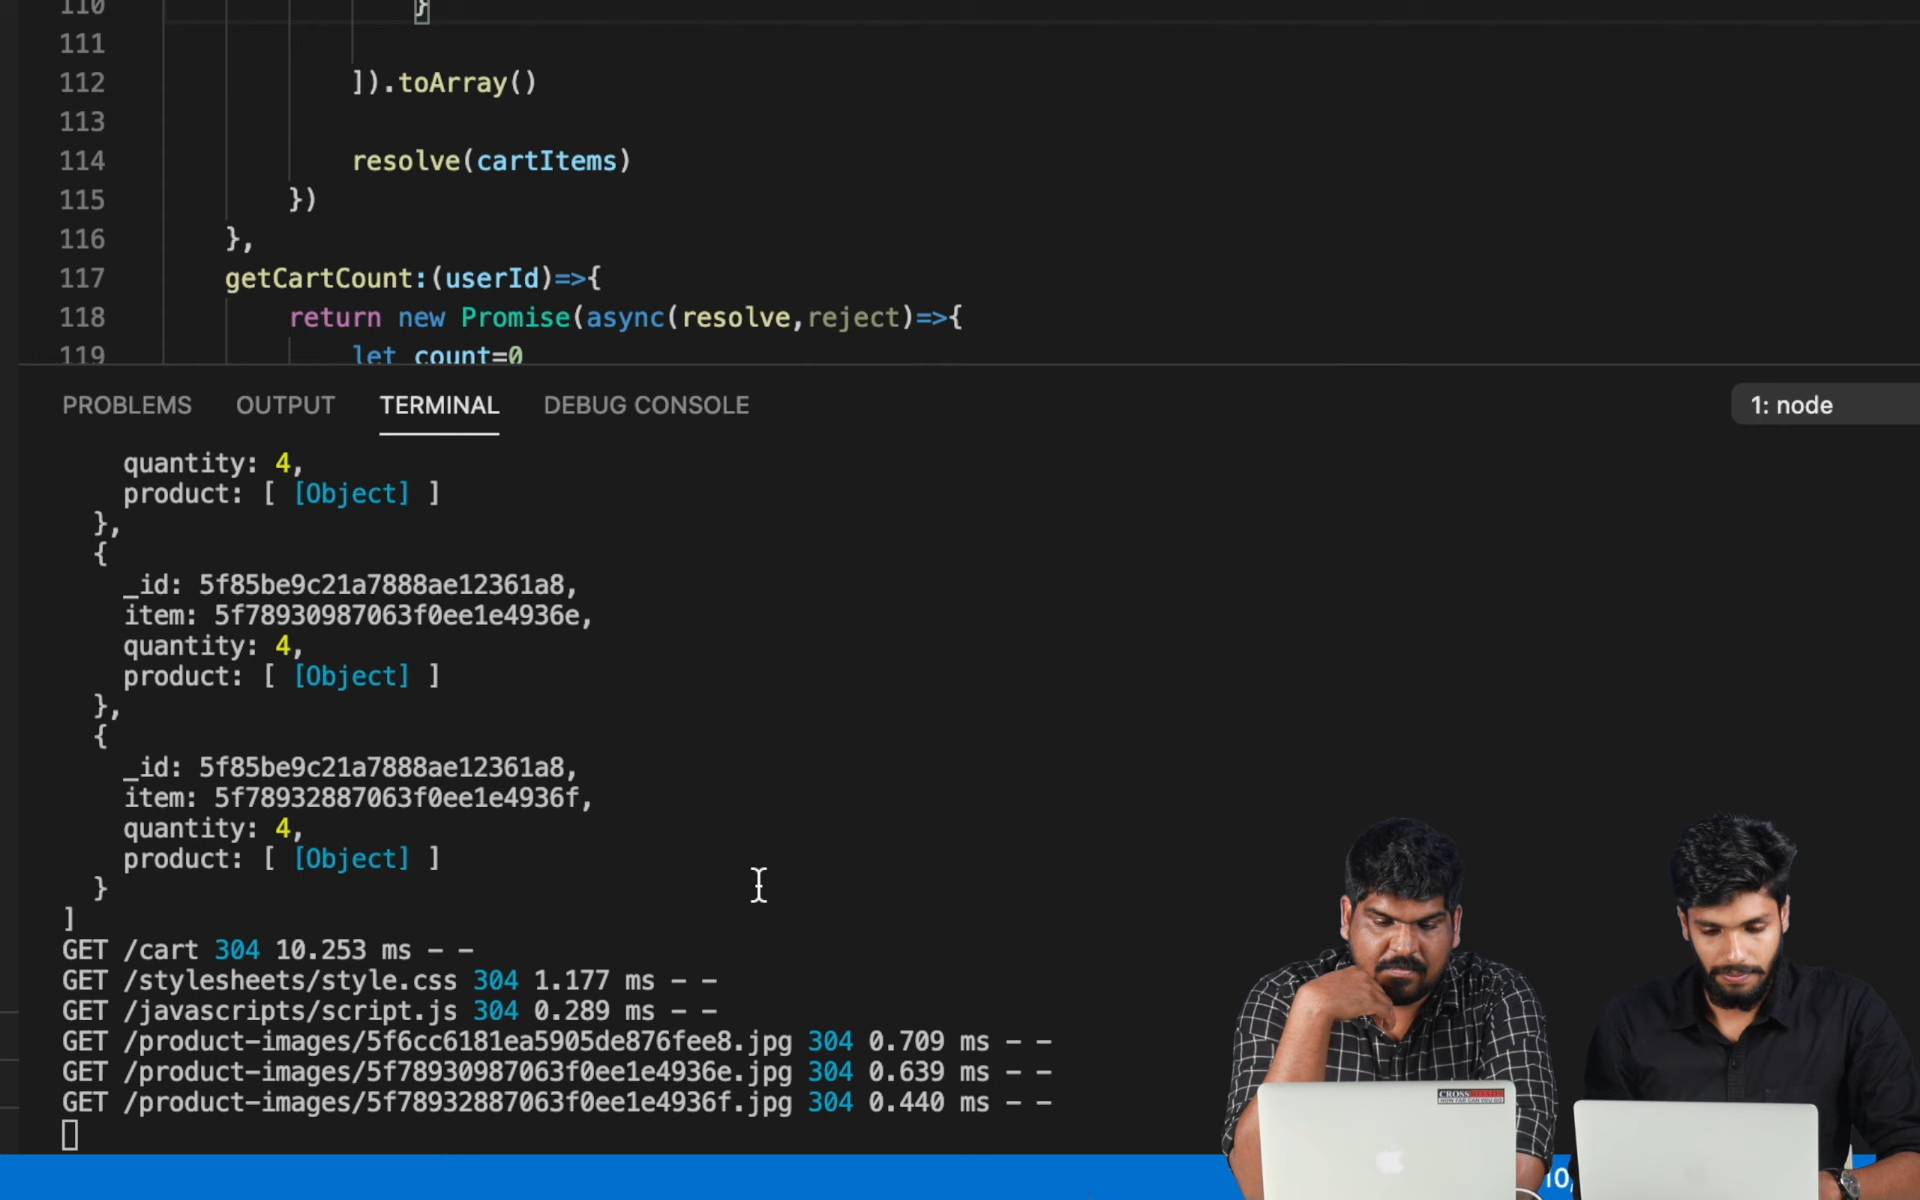 110 }
111
112 ]).toArray()
113
114 resolve(cartItems)
115 })
116 },
117 getCartCount:(userId)=>{
118 return new Promise(async(resolve,reject)=>{
119 let count=0
PROBLEMS OUTPUT TERMINAL DEBUG CONSOLE 1: node
quantity: 4,
product: [ [Object] ]
},
{
_id: 5f85be9c21a7888ae12361a8,
item: 5f78930987063f0ee1e4936e,
quantity: 4,
product: [ [Object] ]
},
{
_id: 5f85be9c21a7888ae12361a8,
item: 5f78932887063f0ee1e4936f,
quantity: 4,
product: [ [Object] ]
}
]
GET /cart 304 10.253 ms - -
GET /stylesheets/style.css 304 1.177 ms - -
GET /javascripts/script.js 304 0.289 ms - -
GET /product-images/5f6cc6181ea5905de876fee8.jpg 304 0.709 ms - -
GET /product-images/5f78930987063f0ee1e4936e.jpg 304 0.639 ms - -
GET /product-images/5f78932887063f0ee1e4936f.jpg 304 0.440 ms - -
CROSSROADS